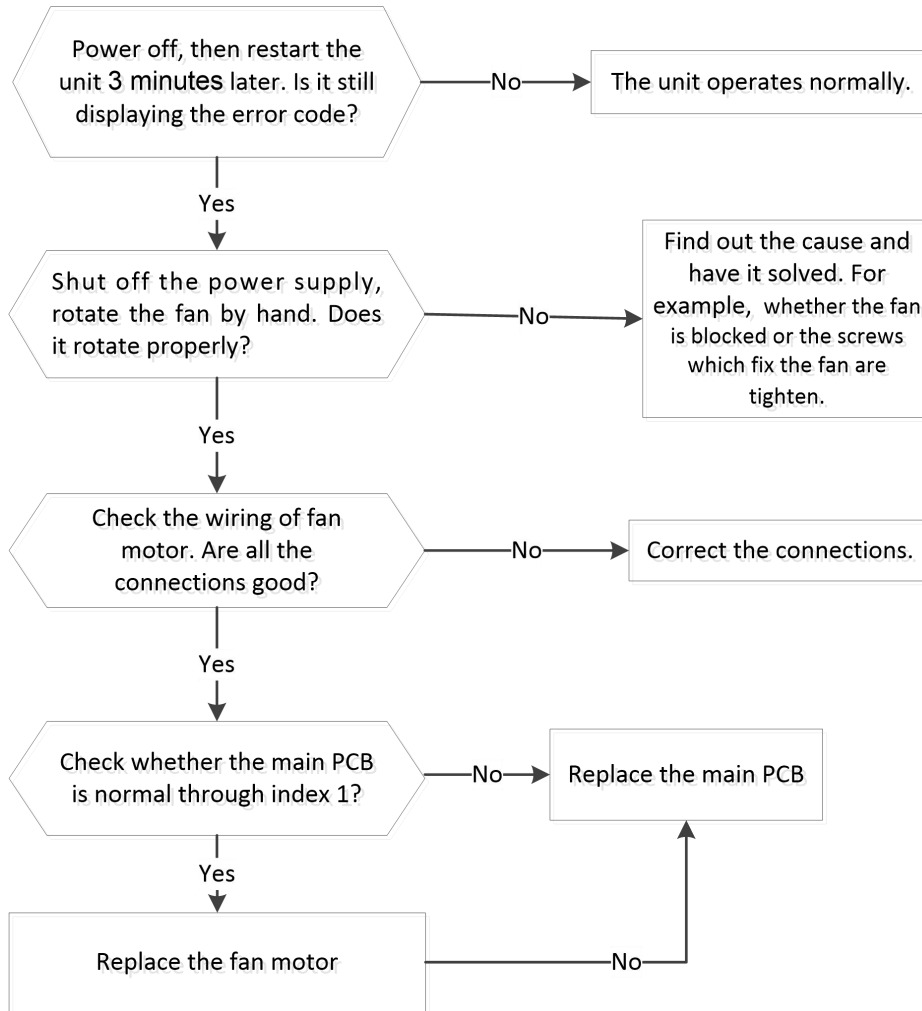 Power off, then restart the
unit 3 minutes later. Is it still
displaying the error code?
No
The unit operates normally.
Yes
Shut off the power supply,
rotate the fan by hand. Does
it rotate properly?
No
Find out the cause and
have it solved. For
example, whether the fan
is blocked or the screws
which fix the fan are
tighten.
Yes
Check the wiring of fan
motor. Are all the
connections good?
No
Correct the connections.
Yes
Check whether the main PCB
is normal through index 1?
No
Replace the main PCB
Yes
Replace the fan motor
No